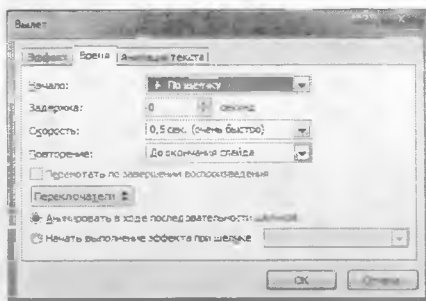 Вылет
Эффект Время Анимация текста
Начало: По щелчку
Задержка: 0 секунд
Скорость: 0,5 сек. (очень быстро)
Повторение: До окончания слайда
Перемотать по завершении воспроизведения
Переключатели
Анимировать в ходе последовательности щелчков
Начать выполнение эффекта при щелчке
ОК Отмена